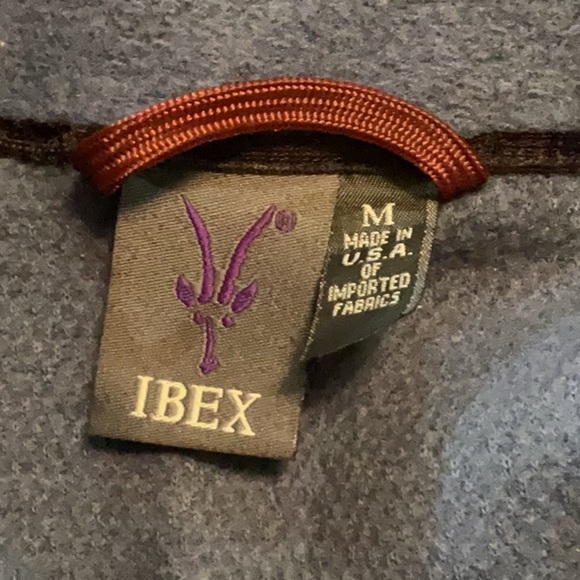 ®
IBEX
M
MADE IN
U.S.A.
OF
IMPORTED
FABRICS